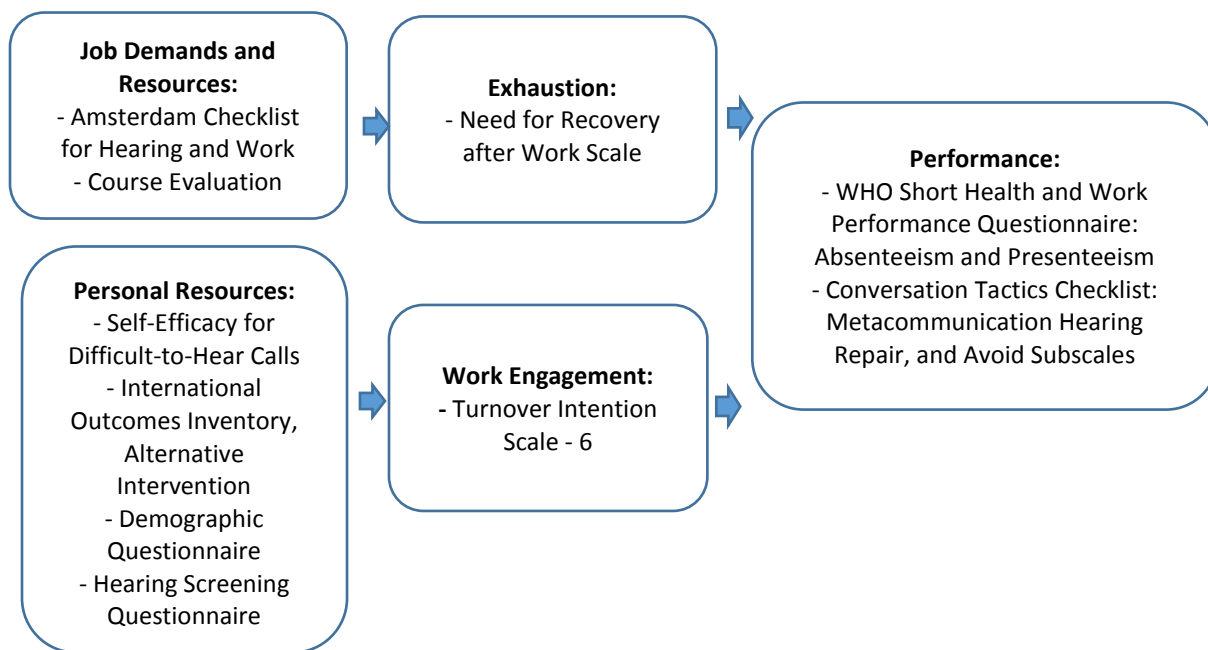 Job Demands and
Resources:
- Amsterdam Checklist
for Hearing and Work
- Course Evaluation
Exhaustion:
- Need for Recovery
after Work Scale
Performance:
- WHO Short Health and Work
Performance Questionnaire:
Absenteeism and Presenteeism
- Conversation Tactics Checklist:
Metacommunication Hearing
Repair, and Avoid Subscales
Personal Resources:
- Self-Efficacy for
Difficult-to-Hear Calls
- International
Outcomes Inventory,
Alternative
Intervention
- Demographic
Questionnaire
- Hearing Screening
Questionnaire
Work Engagement:
- Turnover Intention
Scale - 6